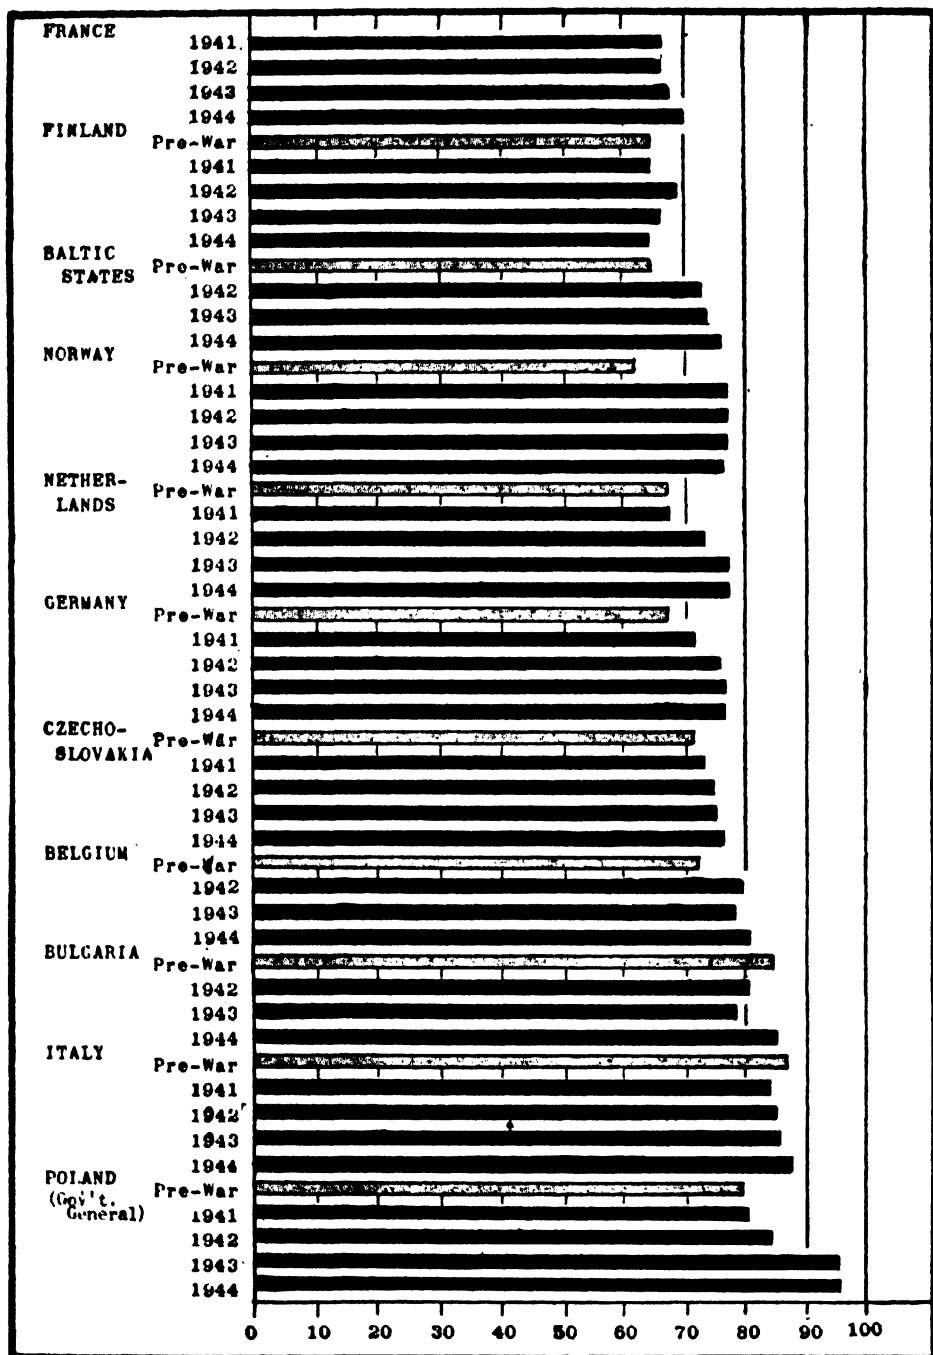 FRANCE
1941
1942
1943
1944
FINLAND
Pre-War
1941
1942
1943
1944
BALTIC
STATES
Pre-War
1942
1943
1944
NORWAY
Pre-War
1941
1942
1943
1944
NETHER-
LANDS
Pre-War
1941
1942
1943
1944
GERMANY
Pre-War
1941
1942
1943
1944
CZECHO-
SLOVAKIA
Pre-War
1941
1942
1943
1944
BELGIUM
Pre-War
1942
1943
1944
BULGARIA
Pre-War
1942
1943
1944
ITALY
Pre-War
1941
1942
1943
1944
POLAND
(Gov't.
General)
Pre-War
1941
1942
1943
1944
0 10 20 30 40 50 60 70 80 90 100